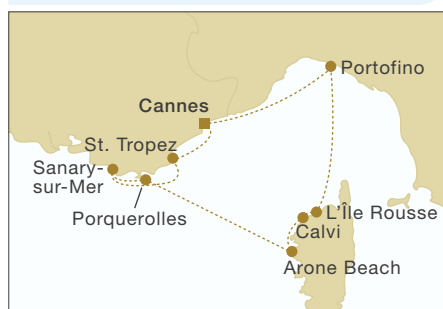 Portofino
Cannes
St. Tropez
Sanary-
sur-Mer
Porquerolles
L'Île Rousse
Calvi
Arone Beach